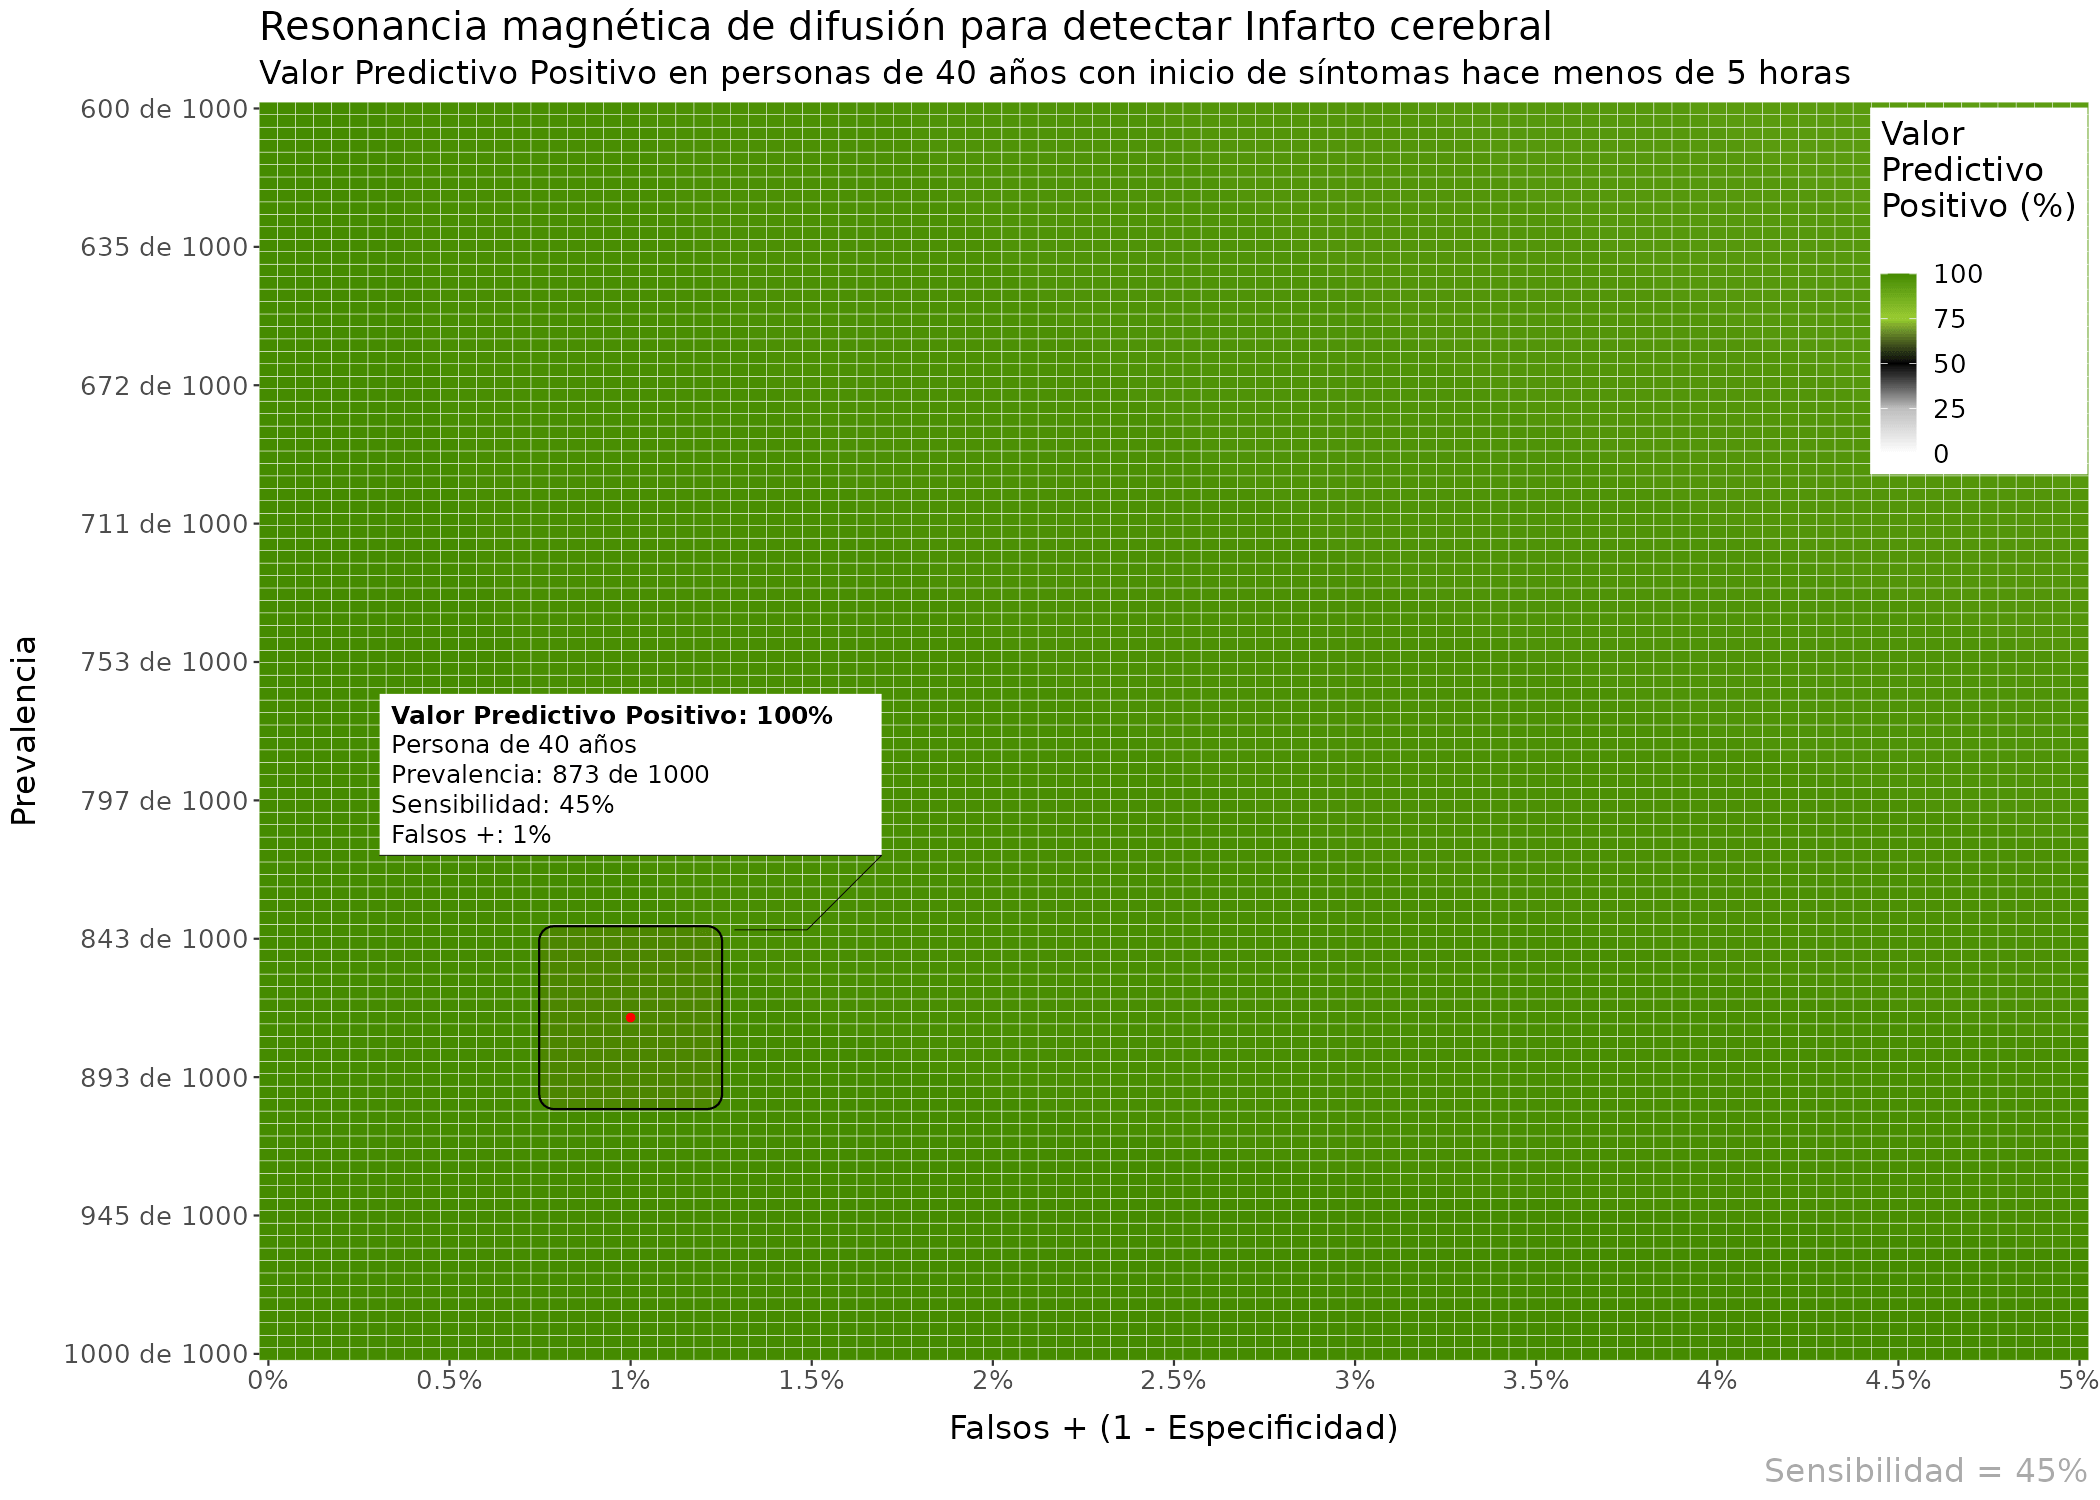 Resonancia magnética de difusión para detectar Infarto cerebral
Valor Predictivo Positivo en personas de 40 años con inicio de síntomas hace menos de 5 horas
600 de 1000
635 de 1000
672 de 1000
711 de 1000
753 de 1000
797 de 1000
843 de 1000
893 de 1000
945 de 1000
1000 de 1000
Prevalencia
Valor
Predictivo
Positivo (%)
100
75
50
25
0
Valor Predictivo Positivo: 100%
Persona de 40 años
Prevalencia: 873 de 1000
Sensibilidad: 45%
Falsos +: 1%
0% 0.5% 1% 1.5% 2% 2.5% 3% 3.5% 4% 4.5% 5%
Falsos + (1 - Especificidad)
Sensibilidad = 45%